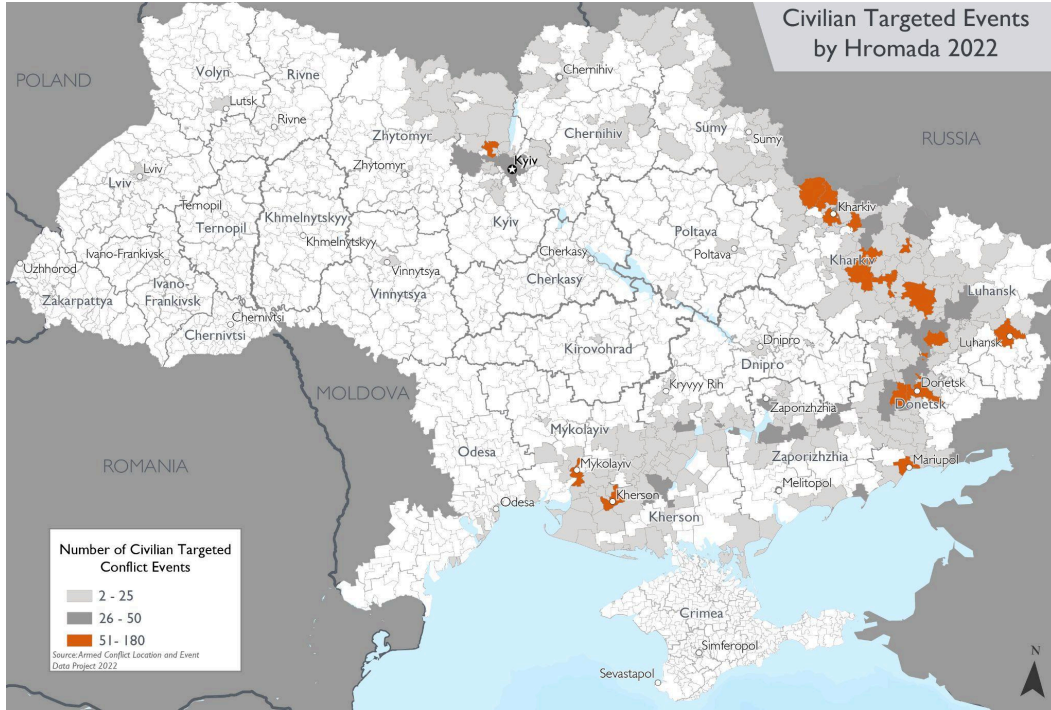 Civilian Targeted Events
by Hromada 2022
POLAND
Volyn
Rivne
Chernihiv
Lutsk
Rivne
Zhytomyr
Chernihiv
Sumy
Sumy
RUSSIA
Kyiv
Lviv
Zhytomyr
Lviv
Ternopil
Ternopil
Khmelnytskyy
Kyiv
Poltava
Kharkiv
Khmelnytskyy
Cherkasy
Poltava
Kharkiv
Uzhhorod
Ivano-Frankivsk
Vinnytsya
Vinnytsya
Cherkasy
Ivano-
Frankivsk
Zakarpattya
Chernivtsi
Chernivtsi
Luhansk
Luhansk
Kirovohrad
Dnipro
Dnipro
MOLDOVA
Kryvyy Rih
Donetsk
Donetsk
Zaporizhzhia
Mykolayiv
Odesa
Zaporizhzhia
Mykolayiv
Mariupol
ROMANIA
Melitopol
Kherson
Odesa
Kherson
Number of Civilian Targeted
Conflict Events
2 - 25
26 - 50
51- 180
Source: Armed Conflict Location and Event
Data Project 2022
Crimea
Simferopol
Sevastapol
N